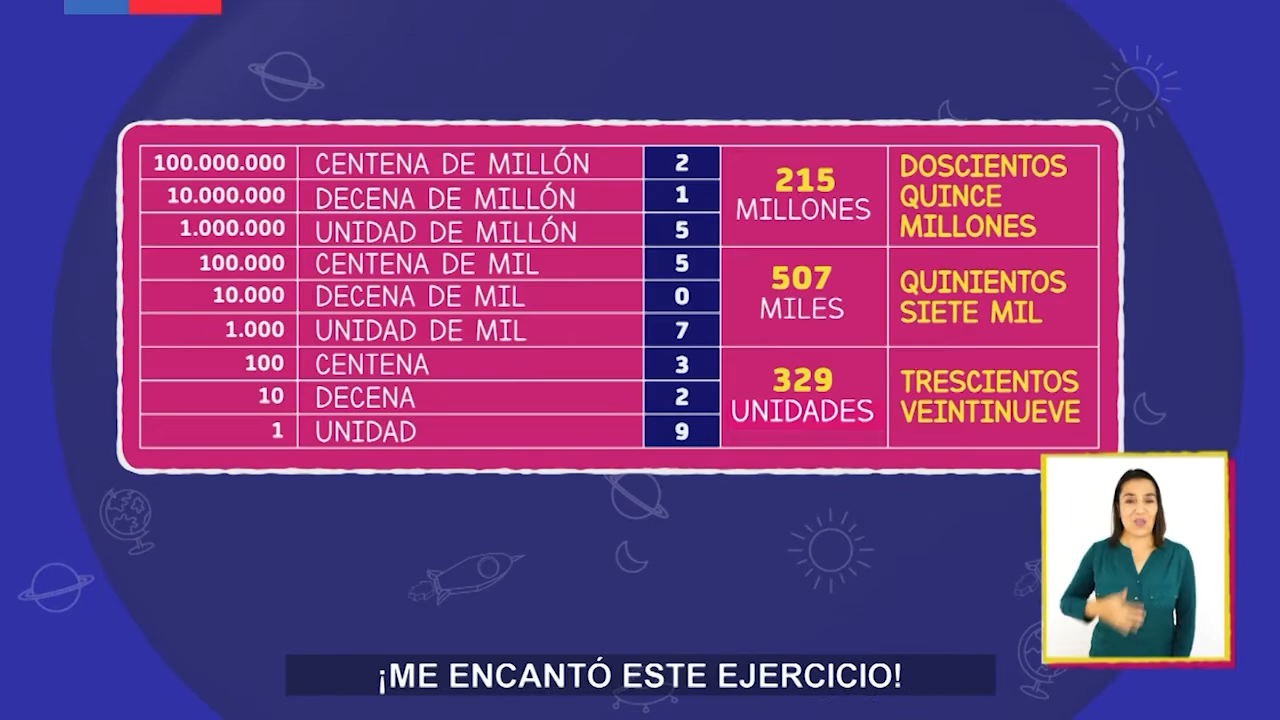 100.000.000 CENTENA DE MILLÓN 2
10.000.000 DECENA DE MILLÓN 1
1.000.000 UNIDAD DE MILLÓN 5
215
MILLONES
DOSCIENTOS
QUINCE
MILLONES
100.000 CENTENA DE MIL 5
10.000 DECENA DE MIL 0
1.000 UNIDAD DE MIL 7
507
MILES
QUINIENTOS
SIETE MIL
100 CENTENA 3
10 DECENA 2
1 UNIDAD 9
329
UNIDADES
TRESCIENTOS
VEINTINUEVE
¡ME ENCANTÓ ESTE EJERCICIO!